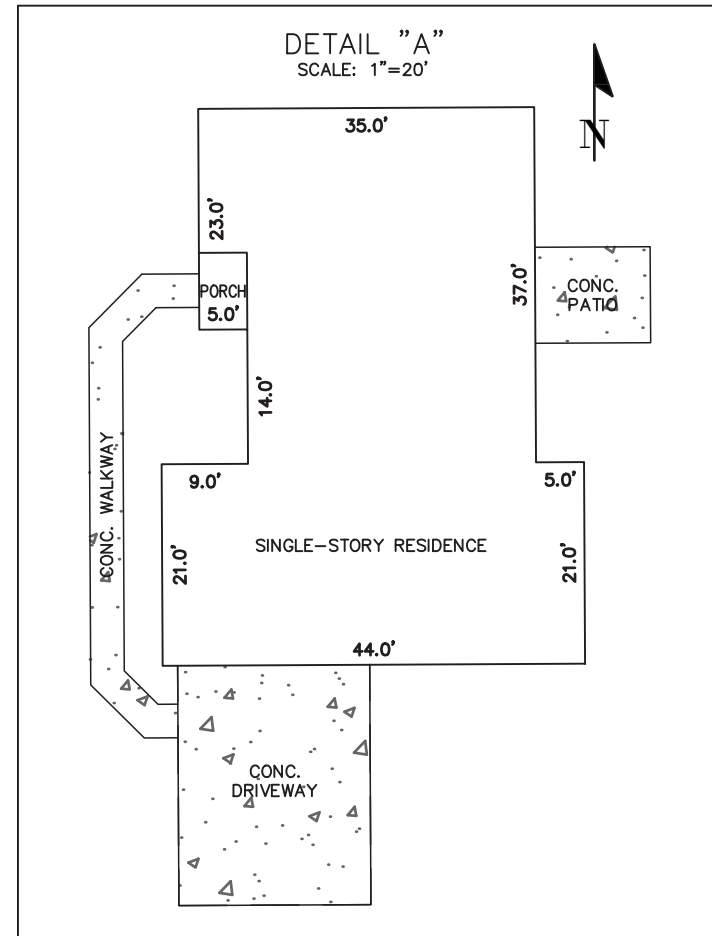 DETAIL "A"
SCALE: 1"=20'
N
35.0'
23.0'
PORCH
5.0'
37.0'
CONC.
PATIO
14.0'
9.0'
5.0'
CONC. WALKWAY
21.0'
SINGLE-STORY RESIDENCE
21.0'
44.0'
CONC.
DRIVEWAY